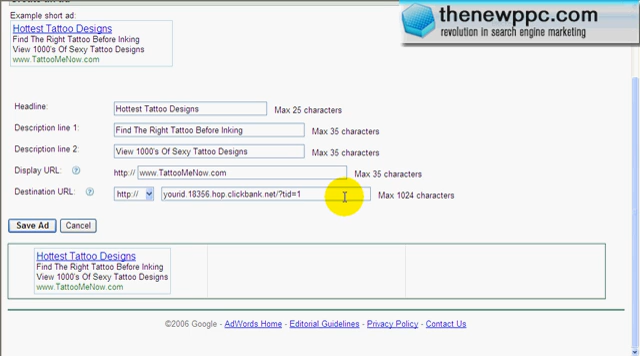 thenewppc.com
revolution in search engine marketing
Example short ad:
Hottest Tattoo Designs
Find The Right Tattoo Before Inking
View 1000's Of Sexy Tattoo Designs
www.TattooMeNow.com
Headline: Hottest Tattoo Designs Max 25 characters
Description line 1: Find The Right Tattoo Before Inking Max 35 characters
Description line 2: View 1000's Of Sexy Tattoo Designs Max 35 characters
Display URL: ? http:// www.TattooMeNow.com Max 35 characters
Destination URL: ? http:// yourid.18356.hop.clickbank.net/?tid=1 Max 1024 characters
Save Ad Cancel
Hottest Tattoo Designs
Find The Right Tattoo Before Inking
View 1000's Of Sexy Tattoo Designs
www.TattooMeNow.com
©2006 Google - AdWords Home - Editorial Guidelines - Privacy Policy - Contact Us